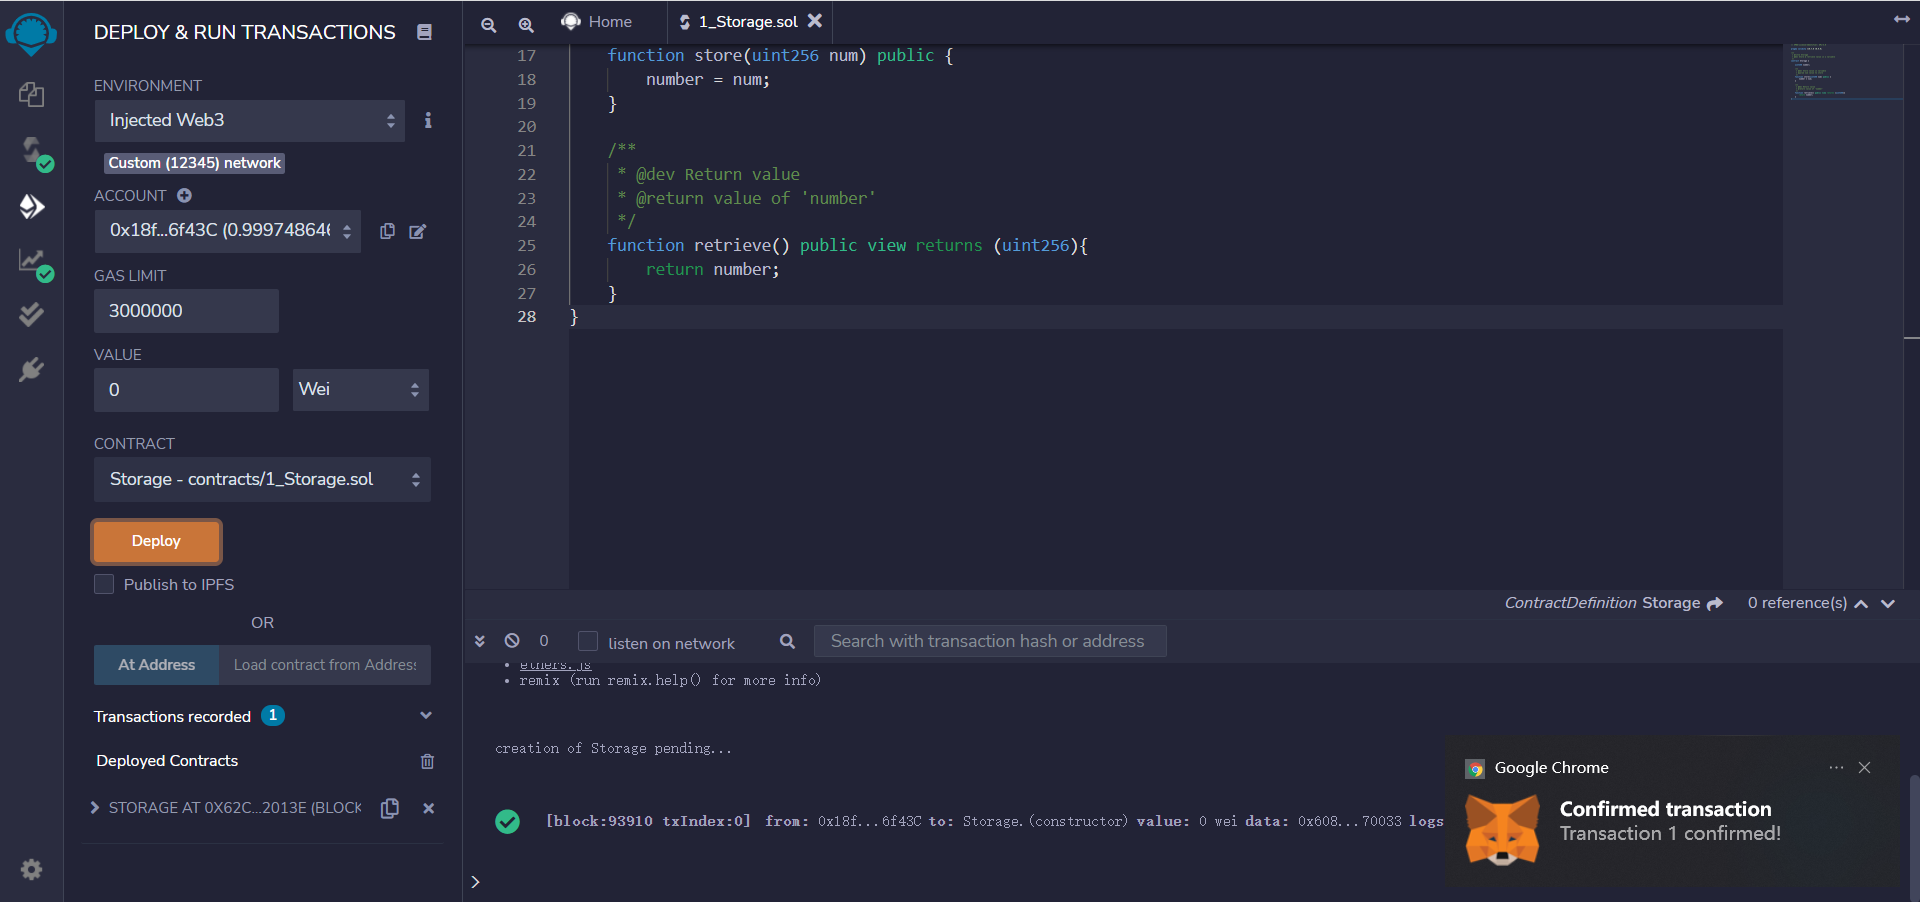 DEPLOY & RUN TRANSACTIONS
ENVIRONMENT
Injected Web3
Custom (12345) network
ACCOUNT
0x18f...6f43C (0.999748646
GAS LIMIT
3000000
VALUE
0
Wei
CONTRACT
Storage - contracts/1_Storage.sol
Deploy
Publish to IPFS
OR
At Address
Load contract from Address
Transactions recorded 1
Deployed Contracts
STORAGE AT 0X62C...2013E (BLOCK
Home
1_Storage.sol
17 function store(uint256 num) public {
18 number = num;
19 }
20
21 /**
22 * @dev Return value
23 * @return value of 'number'
24 */
25 function retrieve() public view returns (uint256){
26 return number;
27 }
28 }
ContractDefinition Storage 0 reference(s)
0
listen on network
Search with transaction hash or address
• ethers.js
• remix (run remix.help() for more info)
creation of Storage pending...
[block:93910 txIndex:0] from: 0x18f...6f43C to: Storage.(constructor) value: 0 wei data: 0x608...70033 logs
>
Google Chrome
Confirmed transaction
Transaction 1 confirmed!